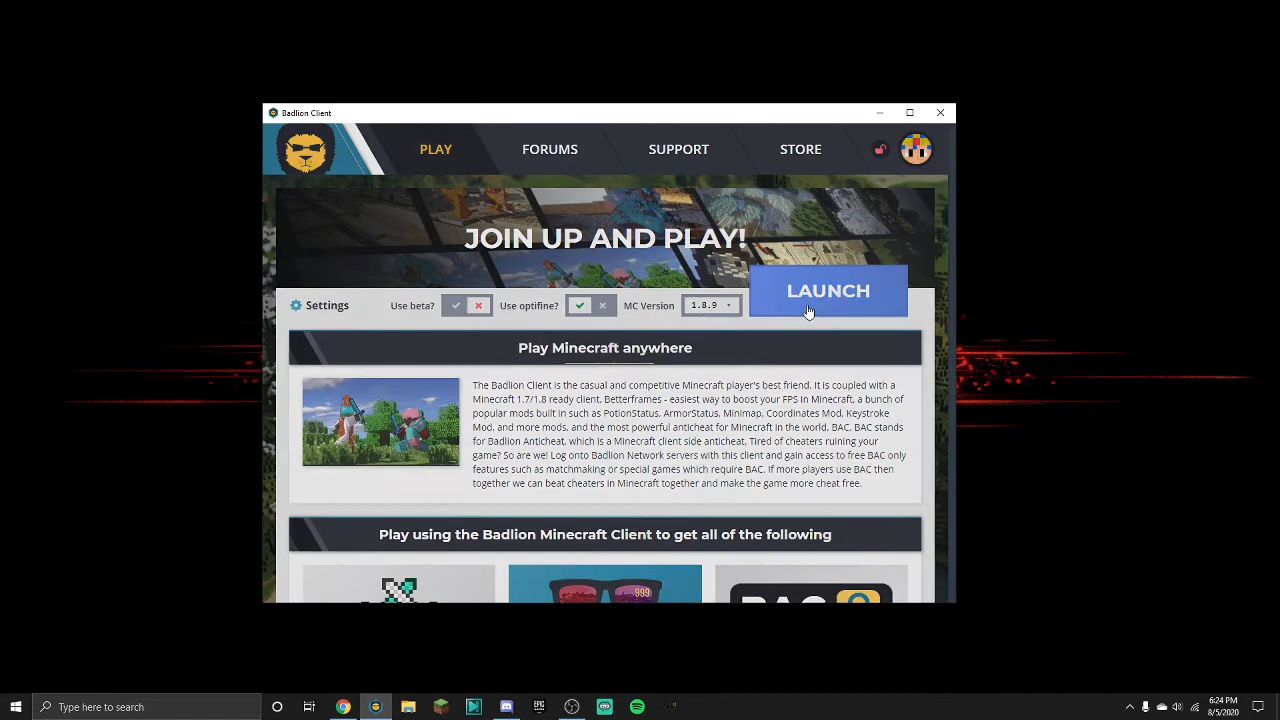 Badlion Client
PLAY
FORUMS
SUPPORT
STORE
JOIN UP AND PLAY!
LAUNCH
Settings
Use beta?
Use optifine?
MC Version
1.8.9
Play Minecraft anywhere
The Badlion Client is the casual and competitive Minecraft player's best friend. It is coupled with a
Minecraft 1.7/1.8 ready client, Betterframes - easiest way to boost your FPS in Minecraft, a bunch of
popular mods built in such as PotionStatus, ArmorStatus, Minimap, Coordinates Mod, Keystroke
Mod, and more mods, and the most powerful anticheat for Minecraft in the world, BAC. BAC stands
for Badlion Anticheat, which is a Minecraft client side anticheat. Tired of cheaters ruining your
game? So are we! Log onto Badlion Network servers with this client and gain access to free BAC only
features such as matchmaking or special games which require BAC. If more players use BAC then
together we can beat cheaters in Minecraft together and make the game more cheat free.
Play using the Badlion Minecraft Client to get all of the following
999
BAC
Type here to search
EPIC
6:24 PM
8/5/2020